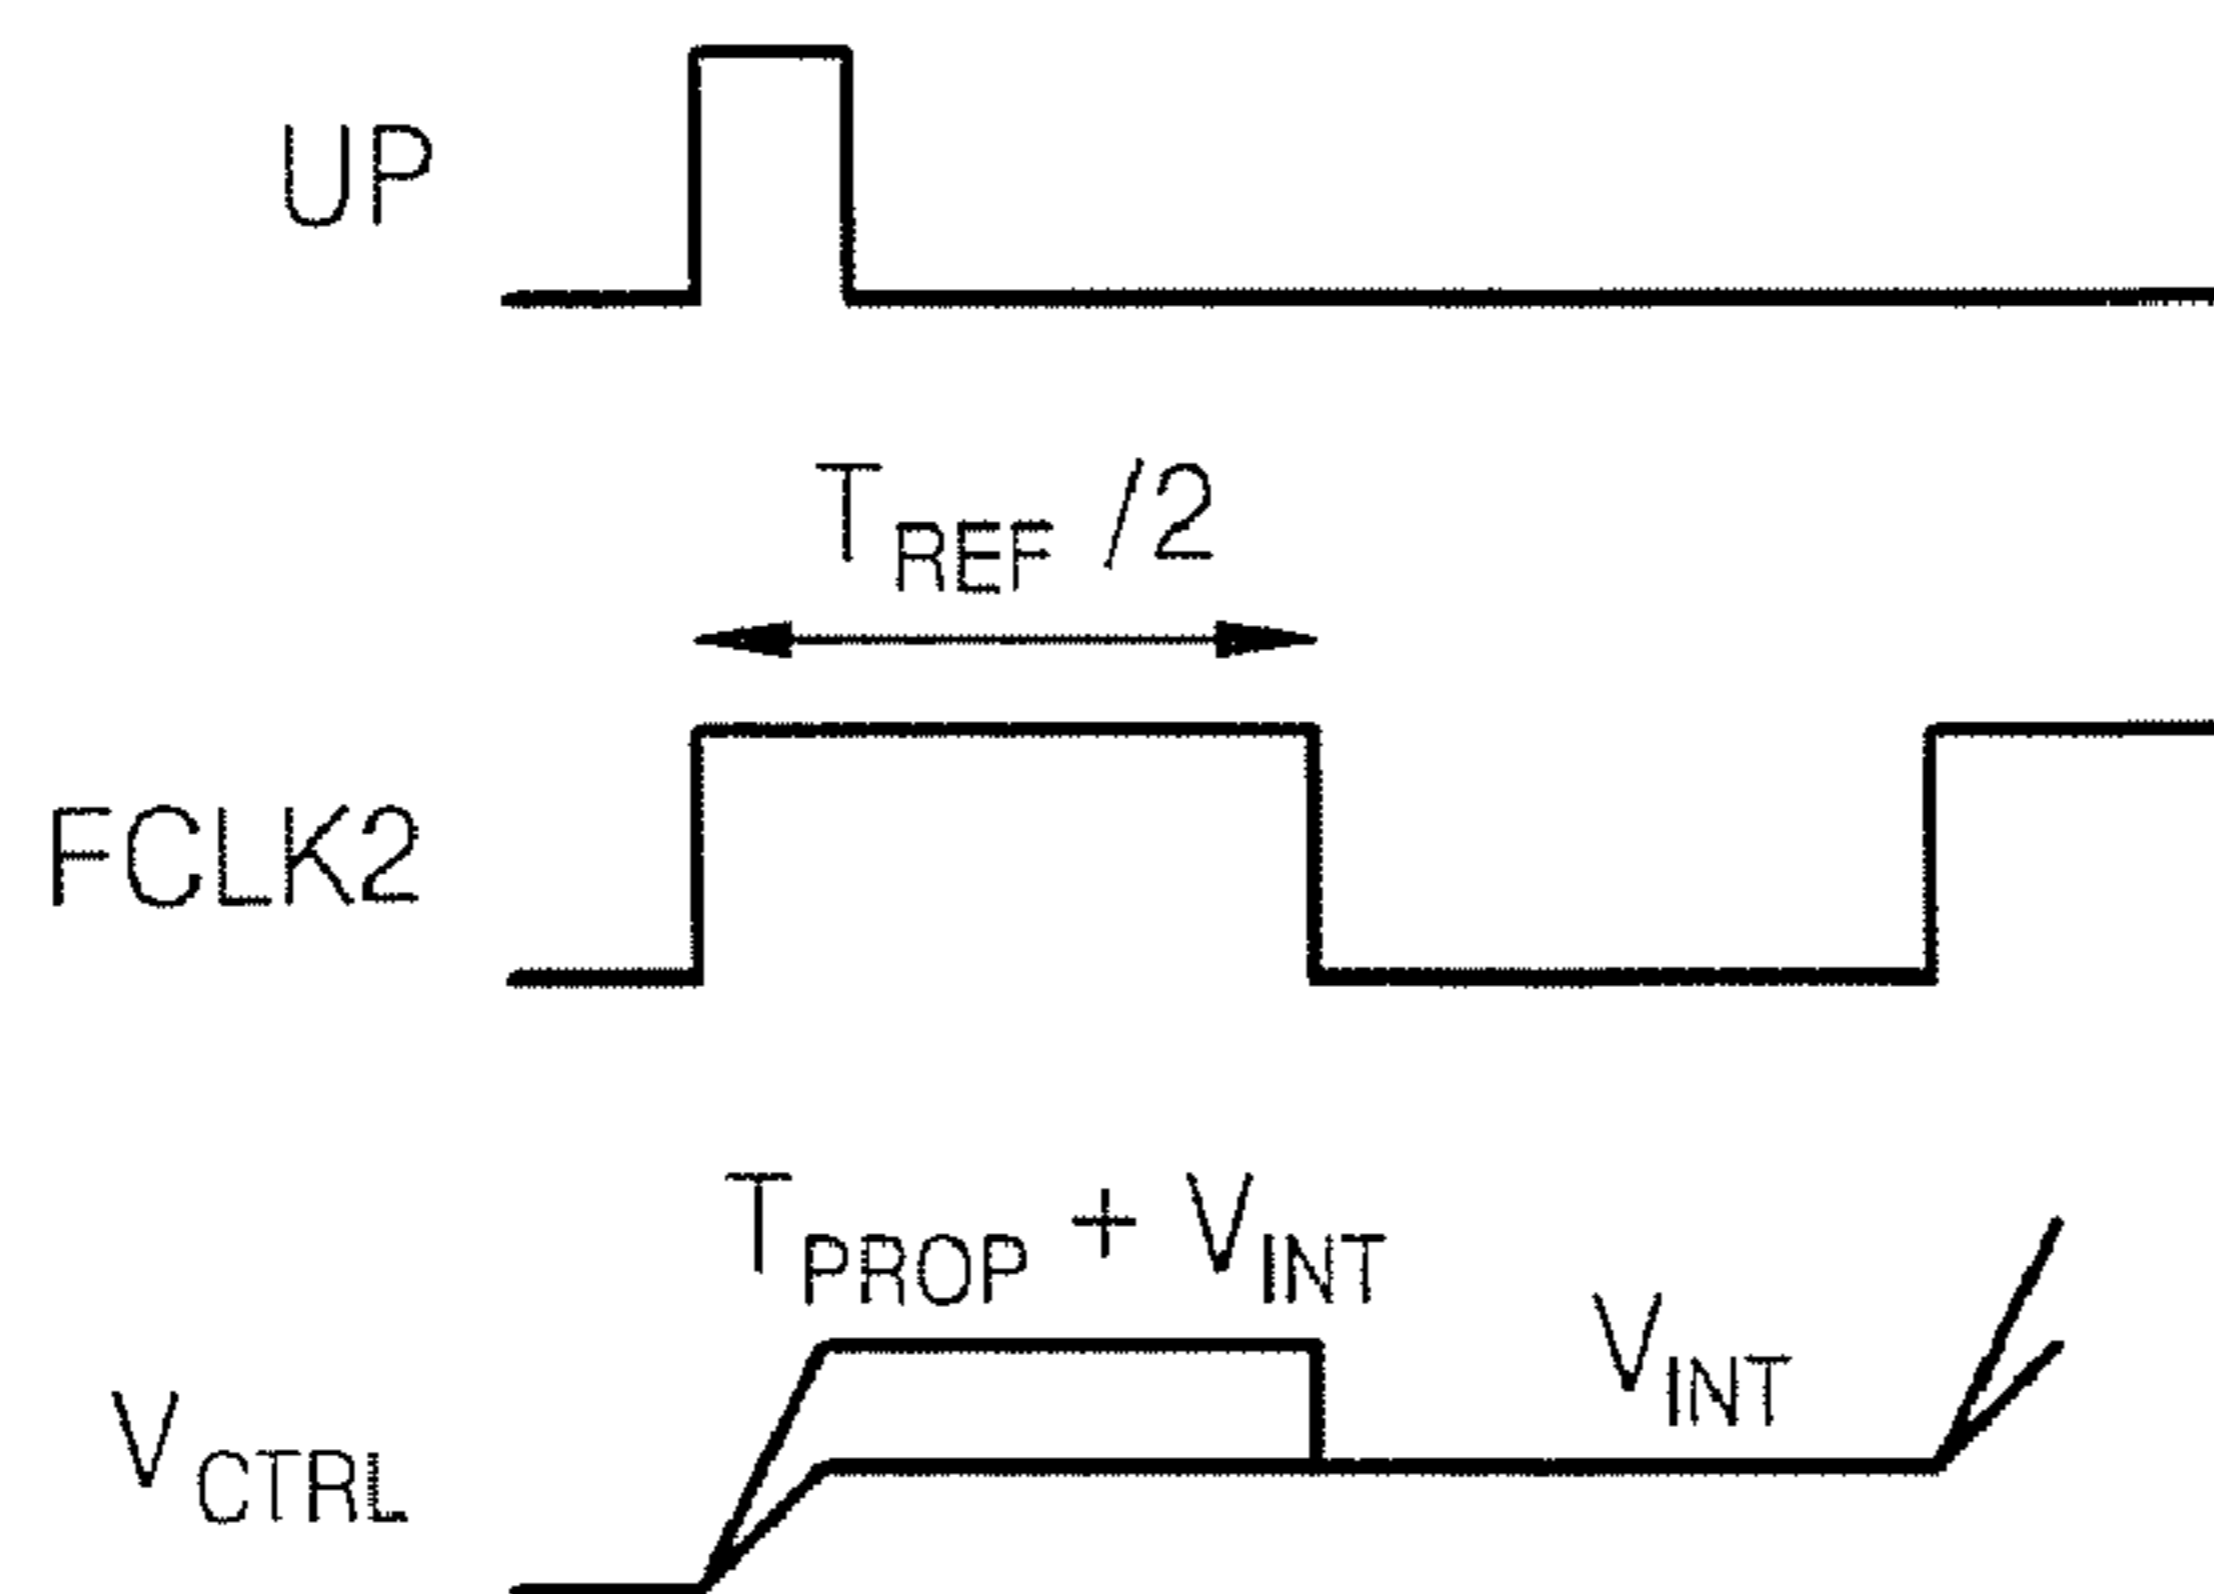 UP
T_REF /2
FCLK2
T_PROP + V_INT
V_INT
V_CTRL